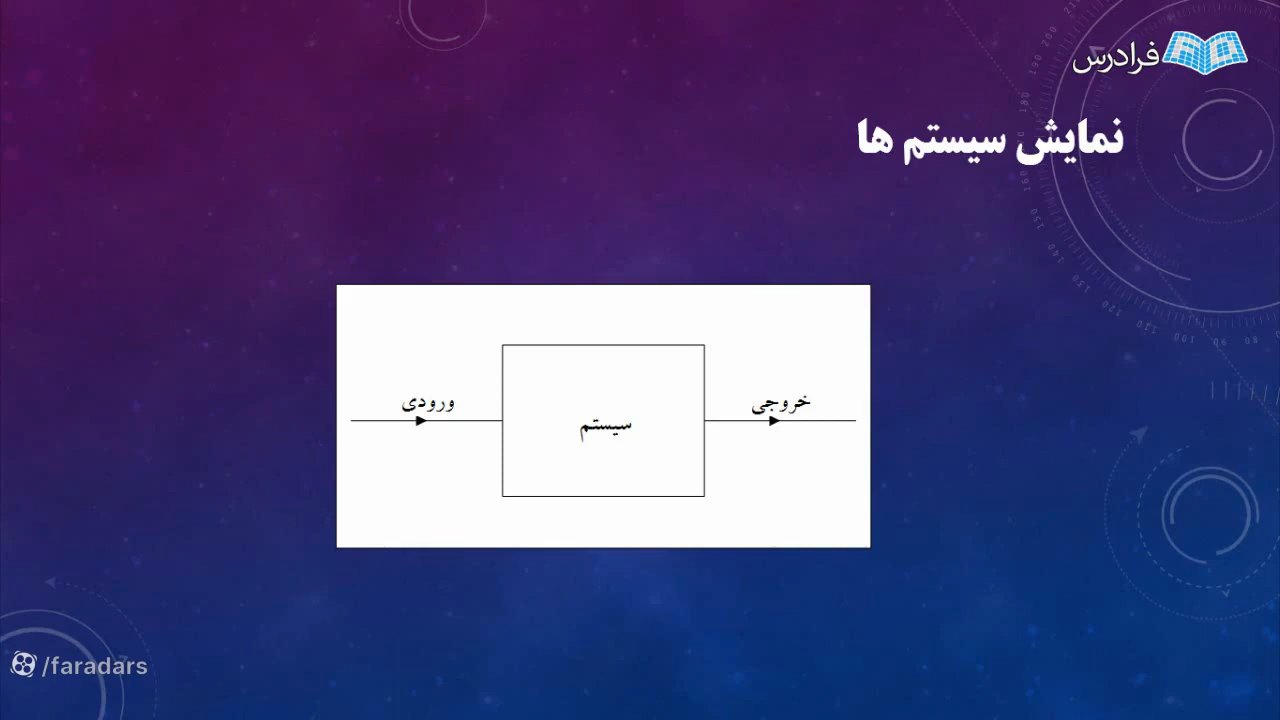 فرادرس
نمایش سیستم ها
ورودی
سیستم
خروجی
/faradars